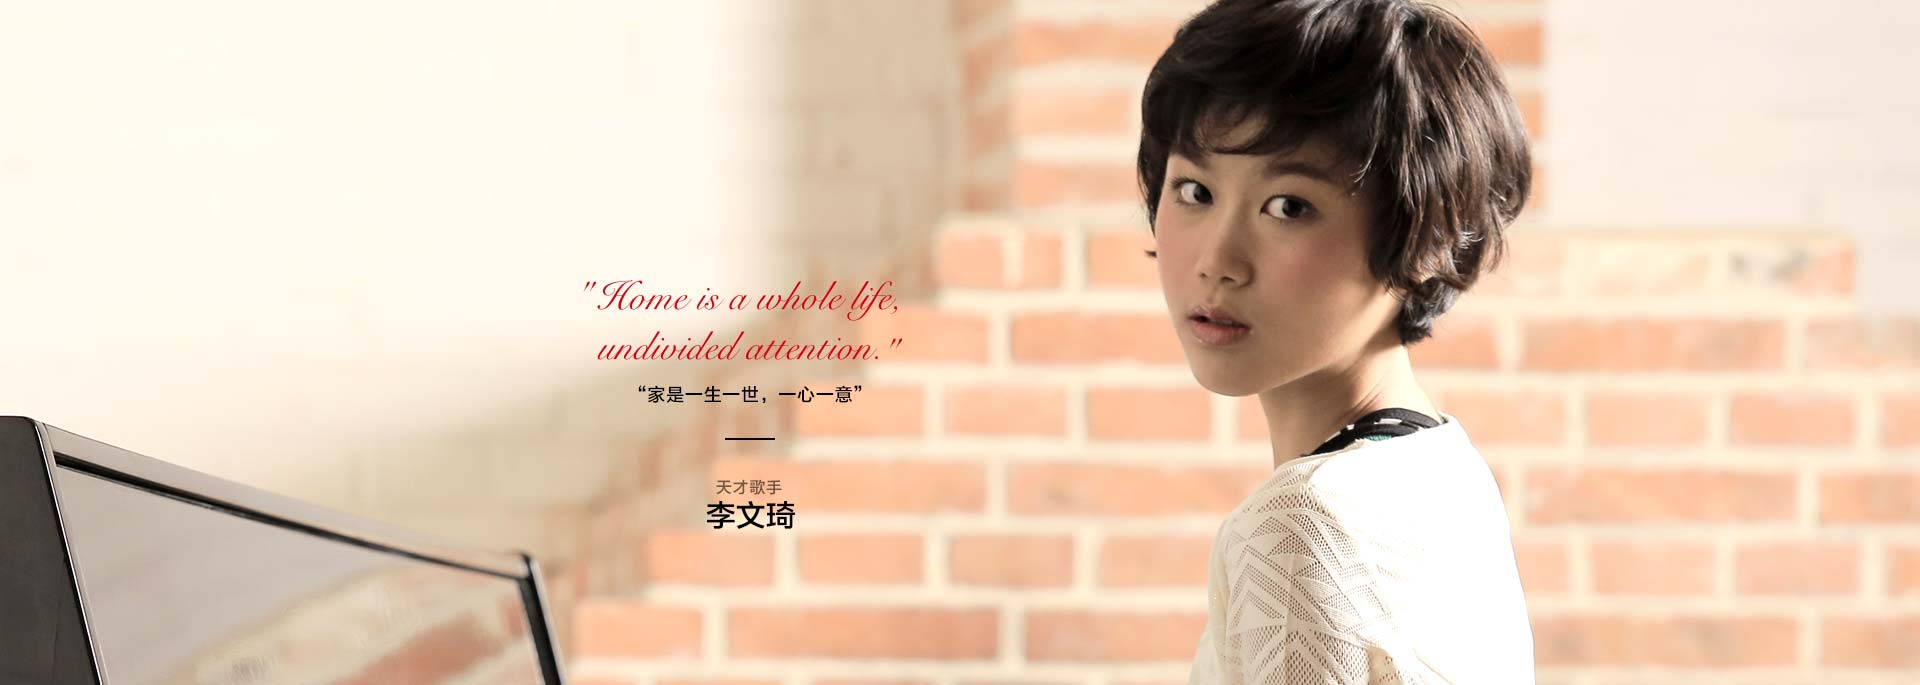 "Home is a whole life,
undivided attention."
“家是一生一世，一心一意”
天才歌手
李文琦